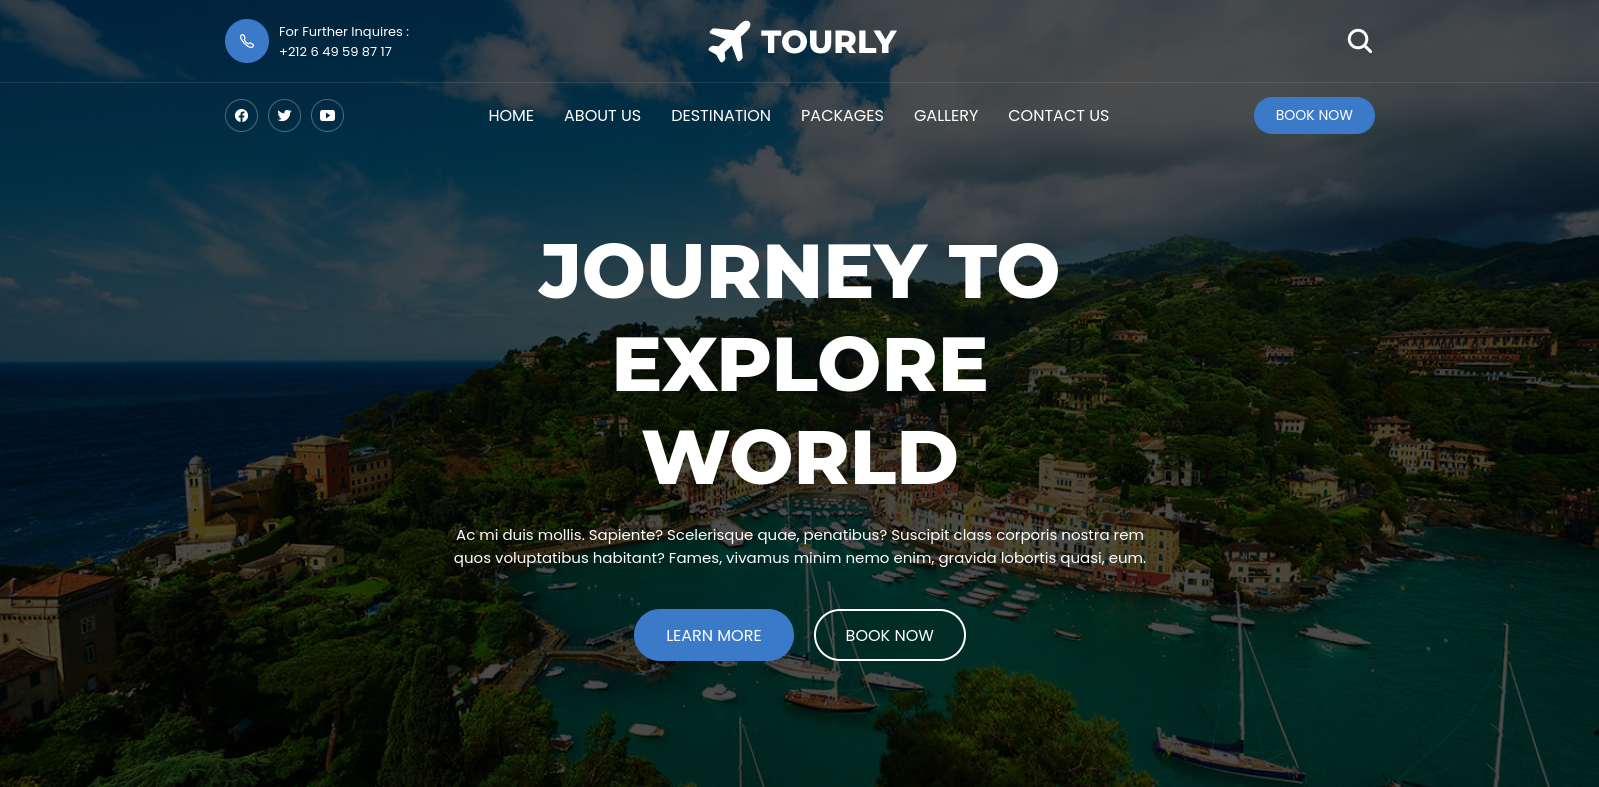 For Further Inquires :
+212 6 49 59 87 17
TOURLY
HOME ABOUT US DESTINATION PACKAGES GALLERY CONTACT US
BOOK NOW
JOURNEY TO
EXPLORE
WORLD
Ac mi duis mollis. Sapiente? Scelerisque quae, penatibus? Suscipit class corporis nostra rem
quos voluptatibus habitant? Fames, vivamus minim nemo enim, gravida lobortis quasi, eum.
LEARN MORE
BOOK NOW